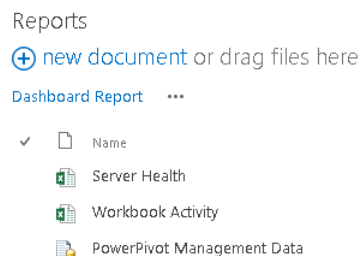 Reports
new document or drag files here
Dashboard Report ...
Name
Server Health
Workbook Activity
PowerPivot Management Data